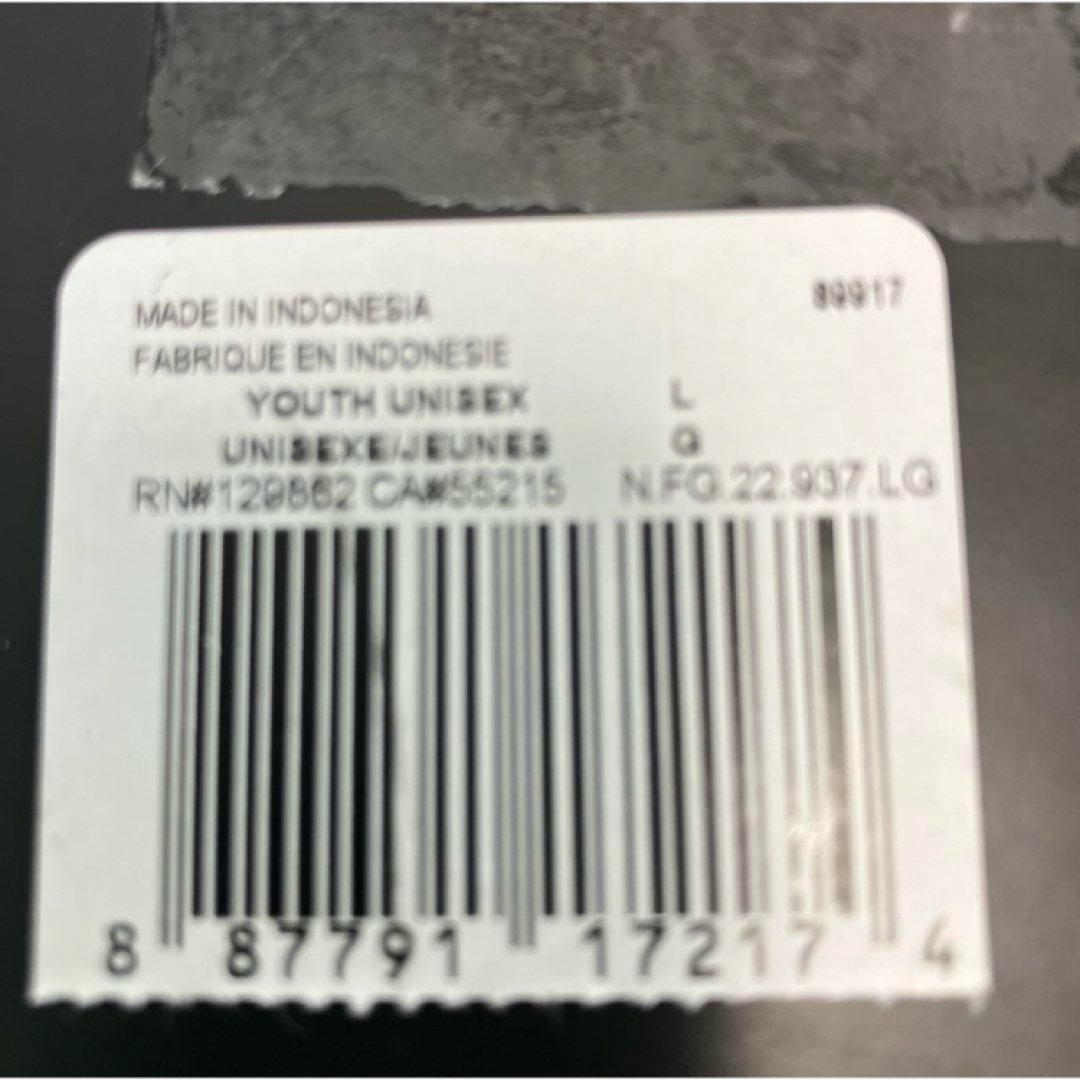 MADE IN INDONESIA 89917
FABRIQUE EN INDONESIE
YOUTH UNISEX L
UNISEXE/JEUNES G
RN#129862 CA#55215 N.FG.22.937.LG
8 87791 17217 4